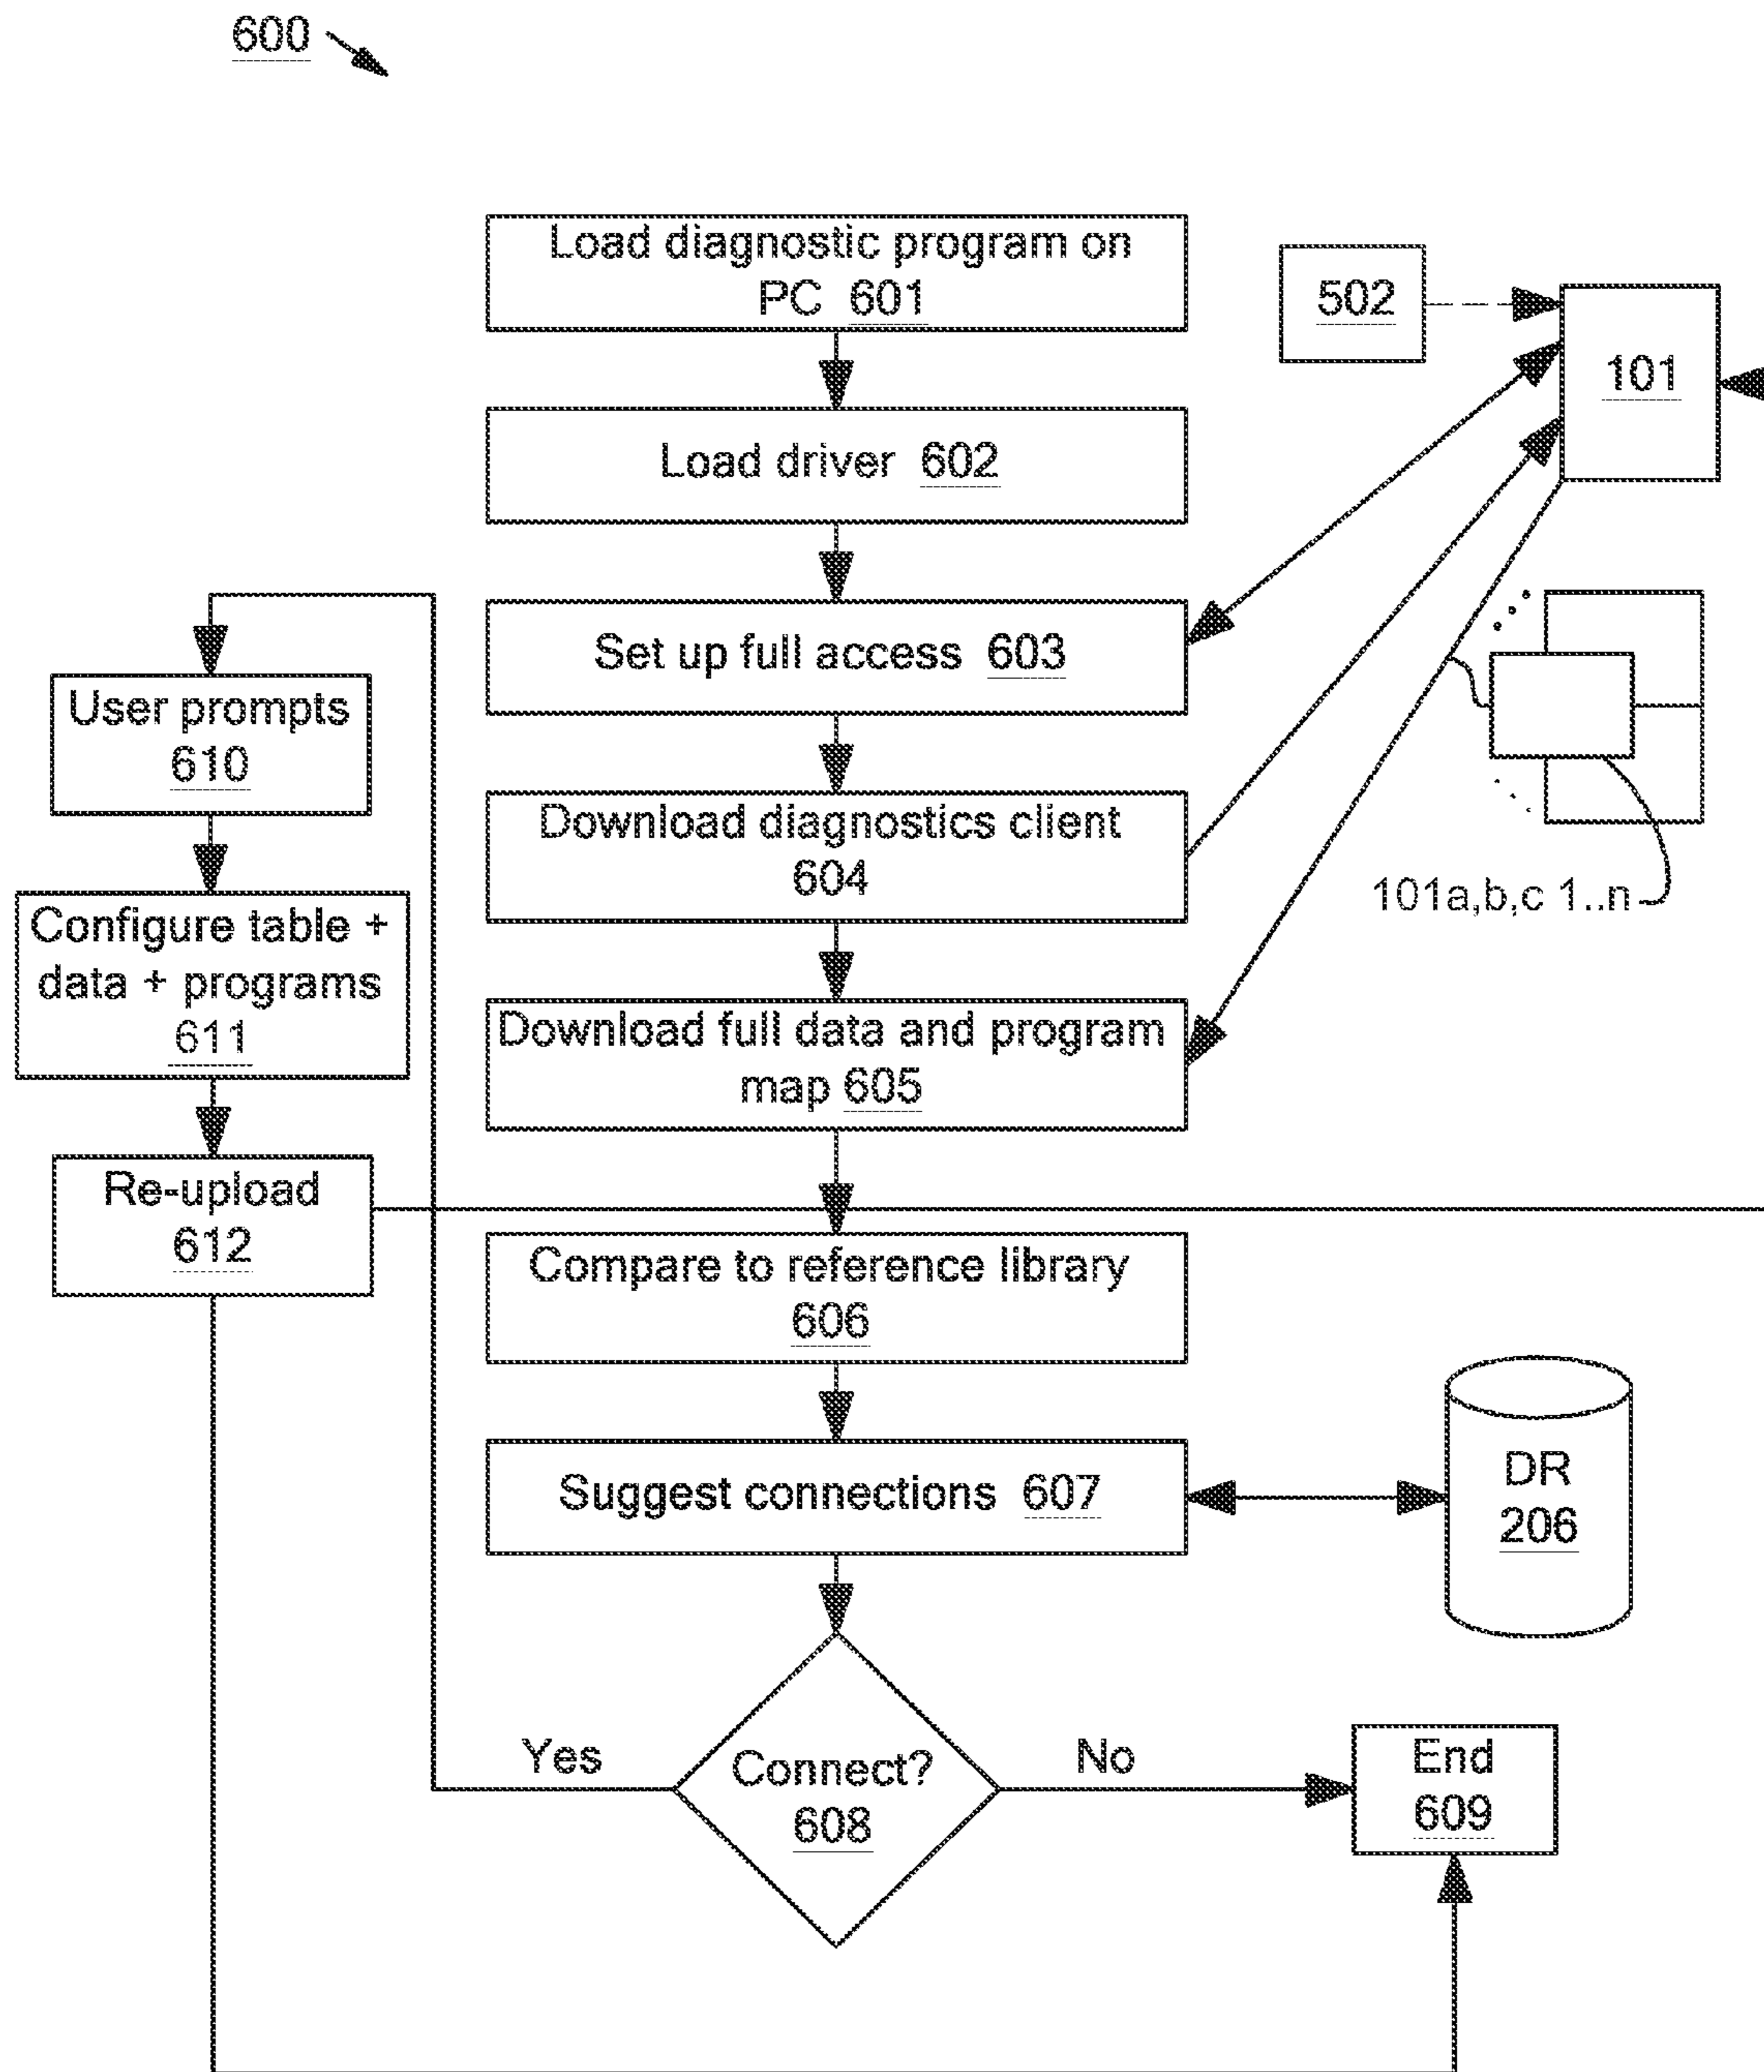 600
Load diagnostic program on
PC 601
502
101
Load driver 602
Set up full access 603
User prompts
610
Download diagnostics client
604
101a,b,c 1..n
Configure table +
data + programs
611
Download full data and program
map 605
Re-upload
612
Compare to reference library
606
Suggest connections 607
DR
206
Yes
Connect?
608
No
End
609